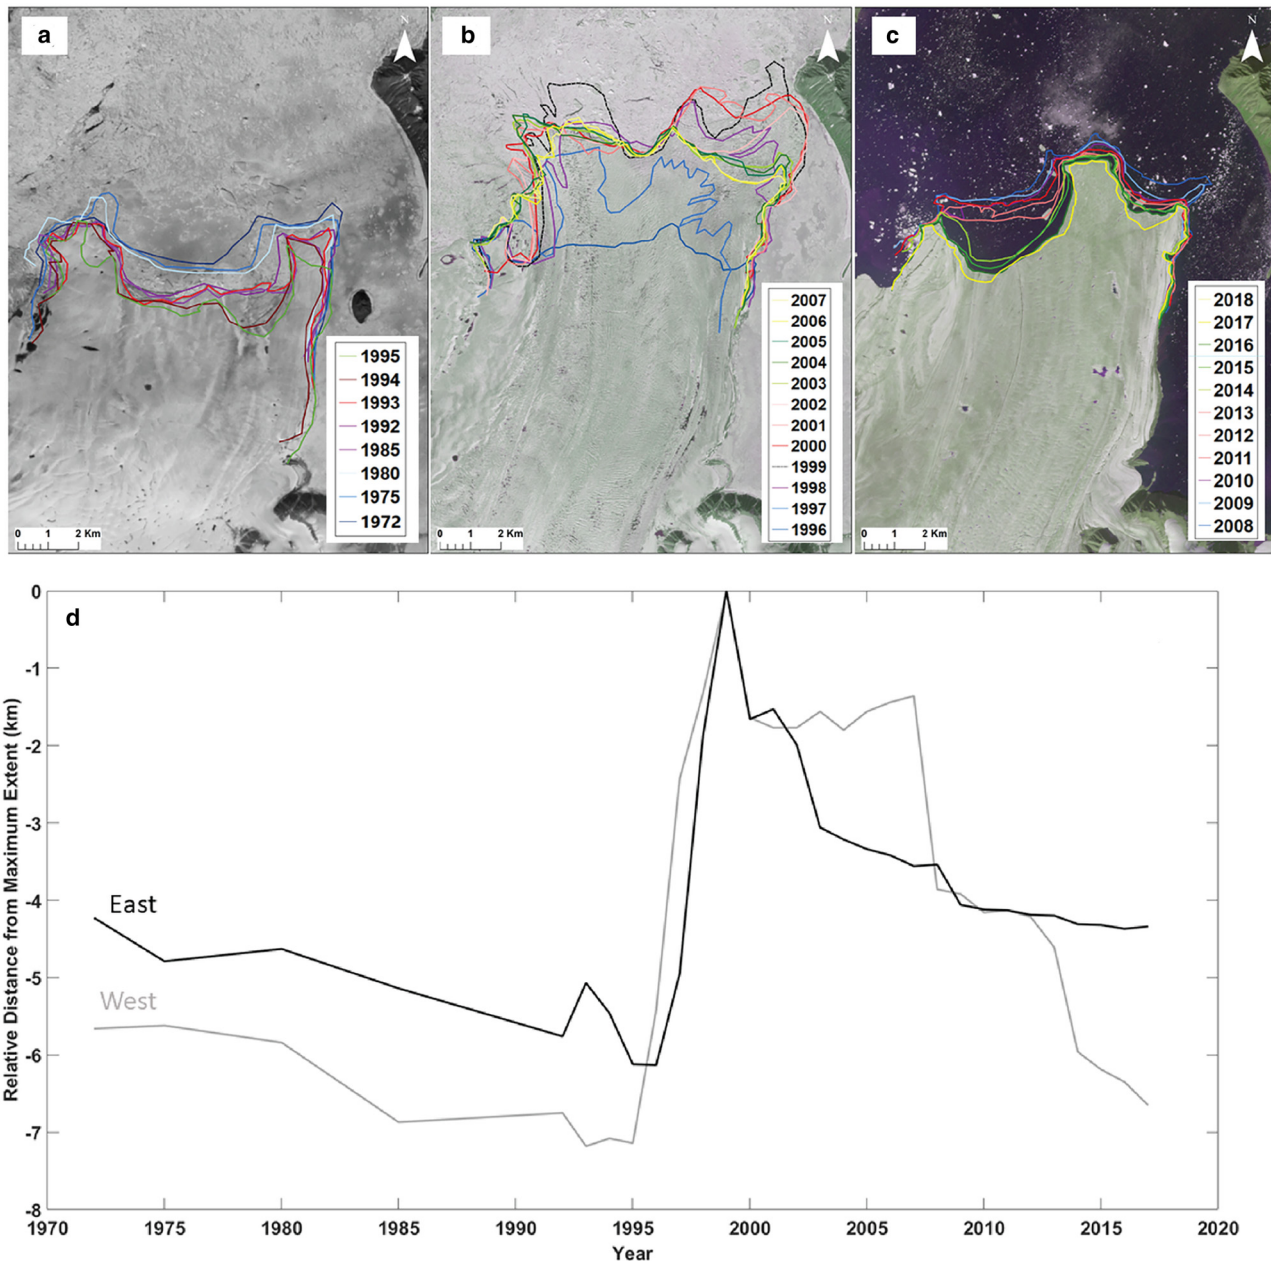 a
N
1995
1994
1993
1992
1985
1980
1975
1972
0 1 2 Km
b
N
2007
2006
2005
2004
2003
2002
2001
2000
1999
1998
1997
1996
0 1 2 Km
c
N
2018
2017
2016
2015
2014
2013
2012
2011
2010
2009
2008
0 1 2 Km
d
Relative Distance from Maximum Extent (km)
0
-1
-2
-3
-4
-5
-6
-7
-8
East
West
1970 1975 1980 1985 1990 1995 2000 2005 2010 2015 2020
Year